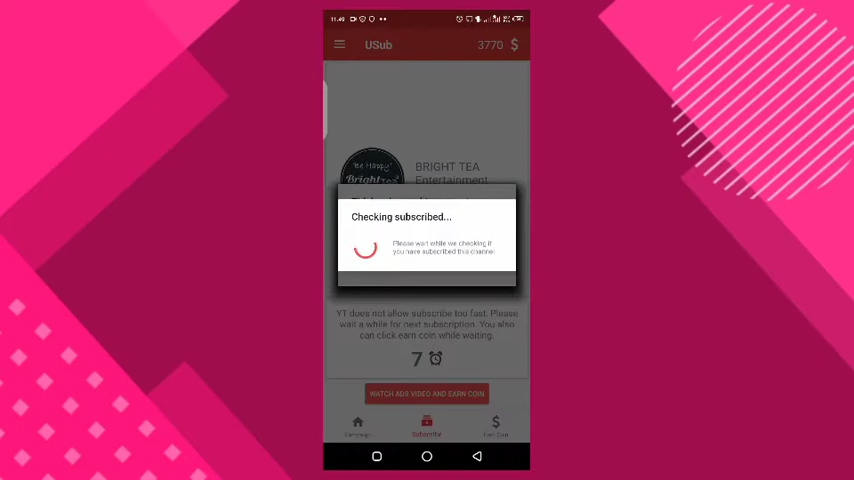 11.49
USub
3770 $
"Be Happy"
BRIGHT TEA
Entertainment
Checking subscribed...
Please wait while we checking if
you have subscribed this channel
YT does not allow subscribe too fast. Please
wait a while for next subscription. You also
can click earn coin while waiting.
7
WATCH ADS VIDEO AND EARN COIN
Campaign
Subscribe
Earn Coin